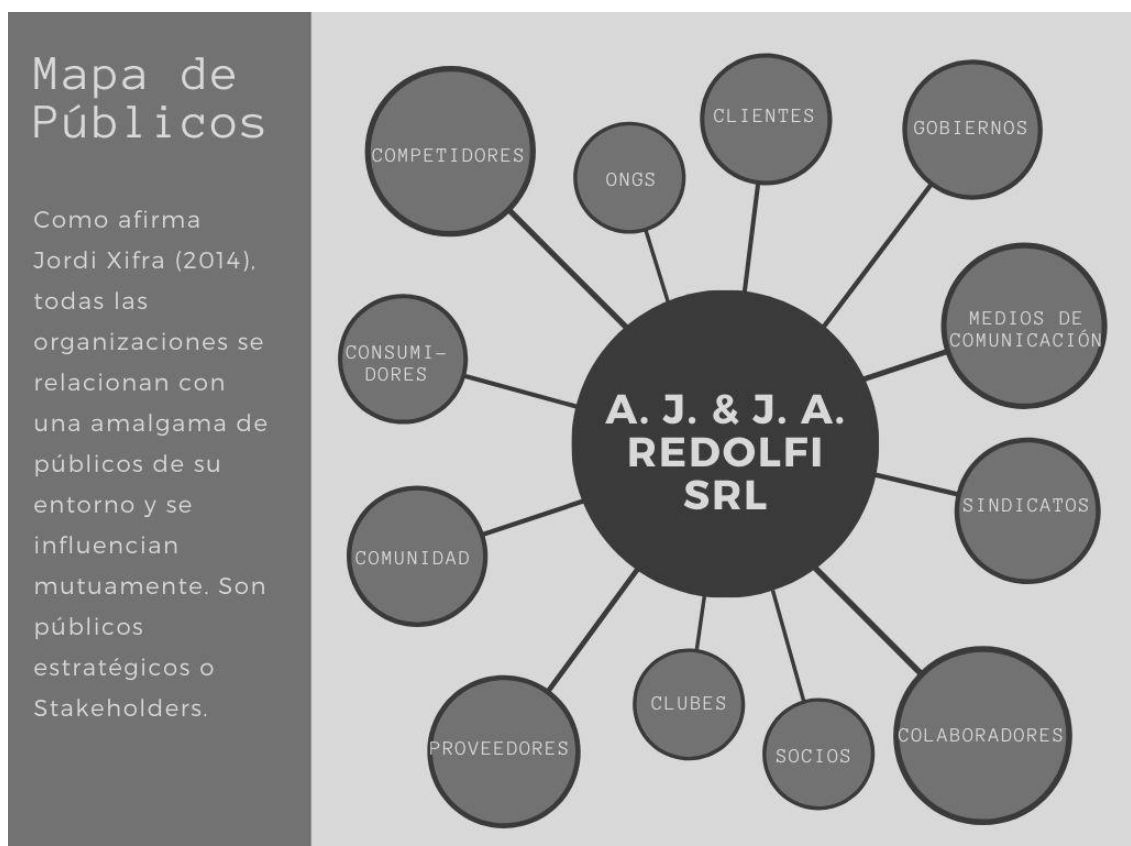 Mapa de
Públicos
Como afirma
Jordi Xifra (2014),
todas las
organizaciones se
relacionan con
una amalgama de
públicos de su
entorno y se
influencian
mutuamente. Son
públicos
estratégicos o
Stakeholders.
COMPETIDORES
ONGS
CLIENTES
GOBIERNOS
CONSUMI-
DORES
MEDIOS DE
COMUNICACIÓN
A. J. & J. A.
REDOLFI
SRL
SINDICATOS
COMUNIDAD
PROVEEDORES
CLUBES
SOCIOS
COLABORADORES